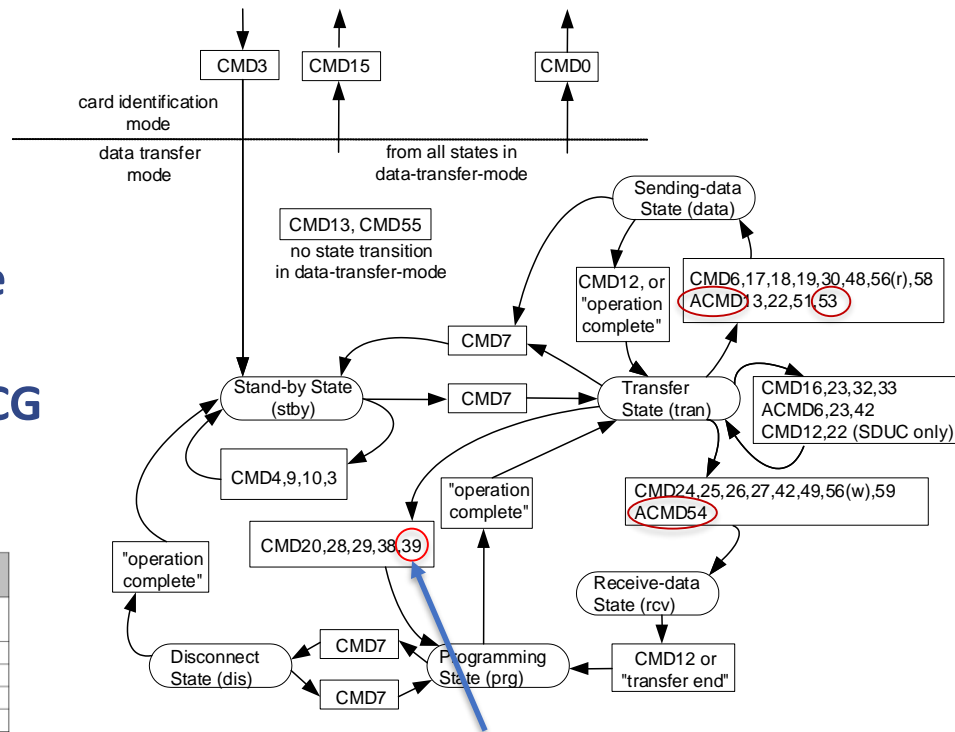 CMD3
CMD15
CMD0
card identification
mode
data transfer
mode
from all states in
data-transfer-mode
CMD13, CMD55
no state transition
in data-transfer-mode
Sending-data
State (data)
CMD12, or
"operation
complete"
CMD6,17,18,19,30,48,56(r),58
ACMD13,22,51,53
e
CG
CMD7
Stand-by State
(stby)
CMD7
Transfer
State (tran)
CMD16,23,32,33
ACMD6,23,42
CMD12,22 (SDUC only)
CMD4,9,10,3
"operation
complete"
CMD24,25,26,27,42,49,56(w),59
ACMD54
CMD20,28,29,38,39
"operation
complete"
Receive-data
State (rcv)
Disconnect
State (dis)
CMD7
CMD7
Programming
State (prg)
CMD12 or
"transfer end"